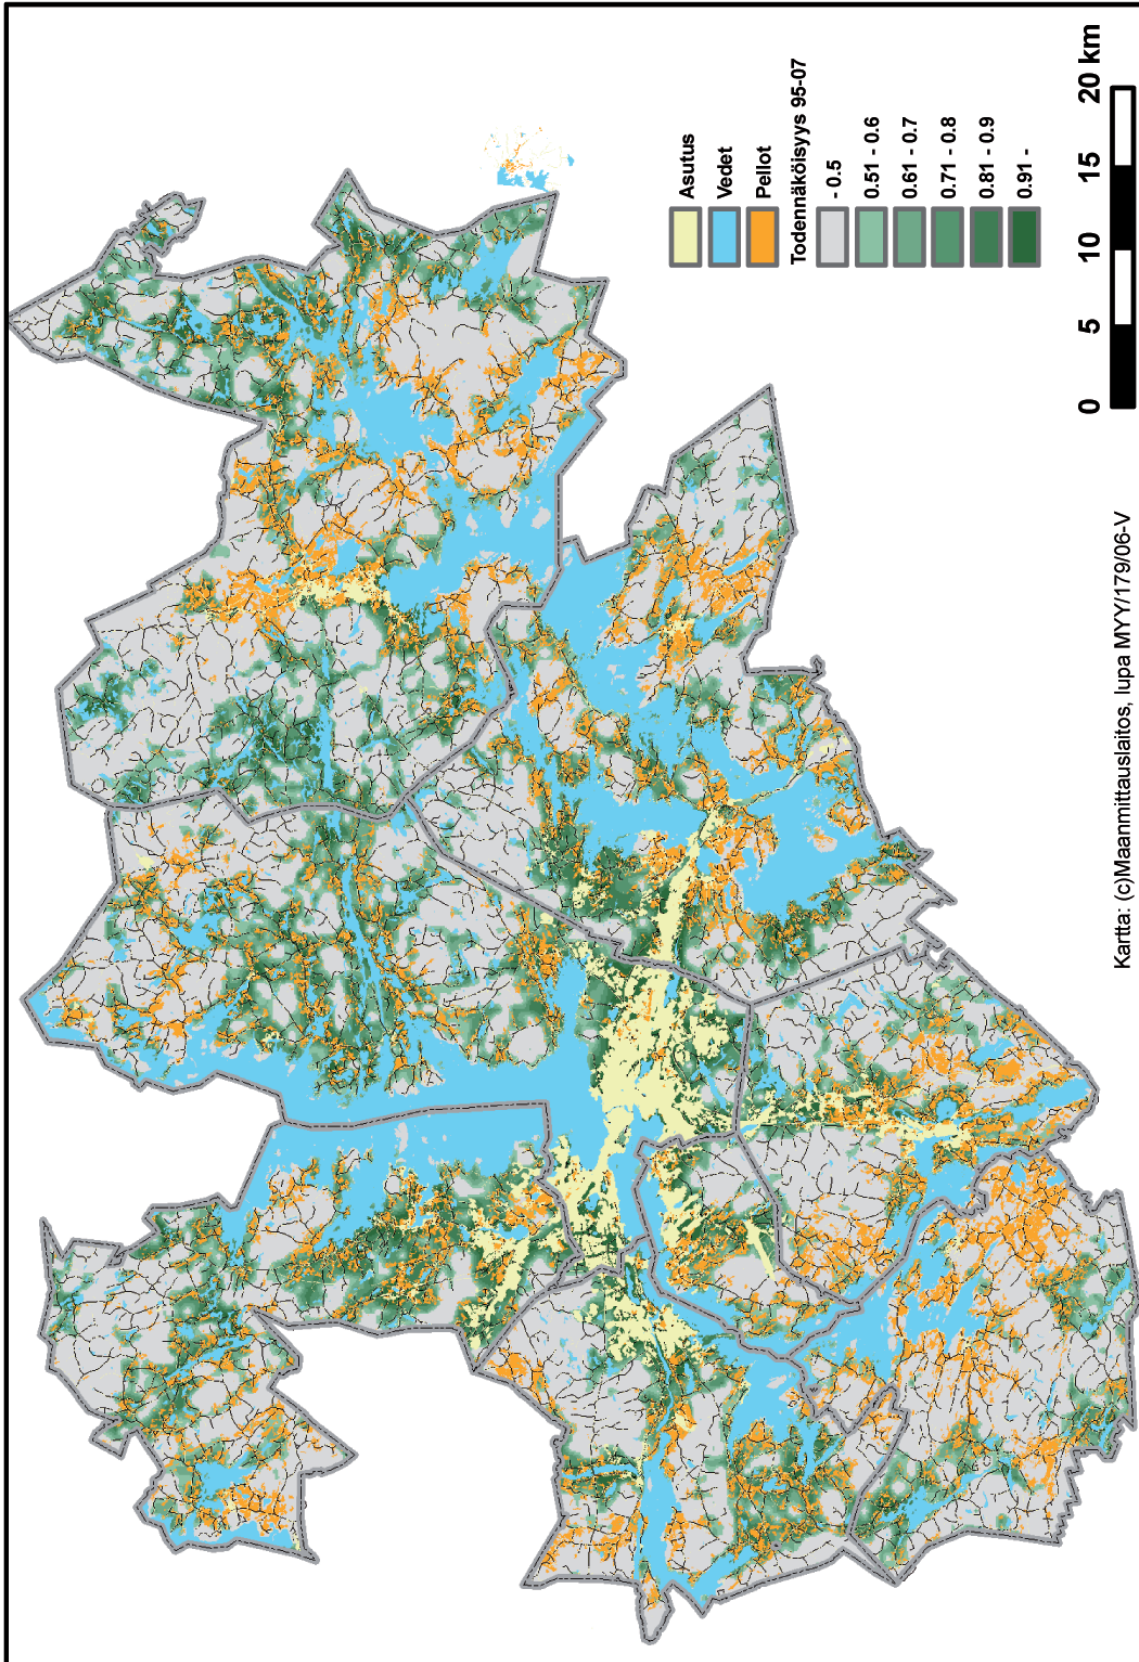 Asutus
Vedet
Pellot
Todennäköisyys 95-07
- 0.5
0.51 - 0.6
0.61 - 0.7
0.71 - 0.8
0.81 - 0.9
0.91 -
0 5 10 15 20 km
Kartta: (c)Maanmittauslaitos, lupa MYY/179/06-V